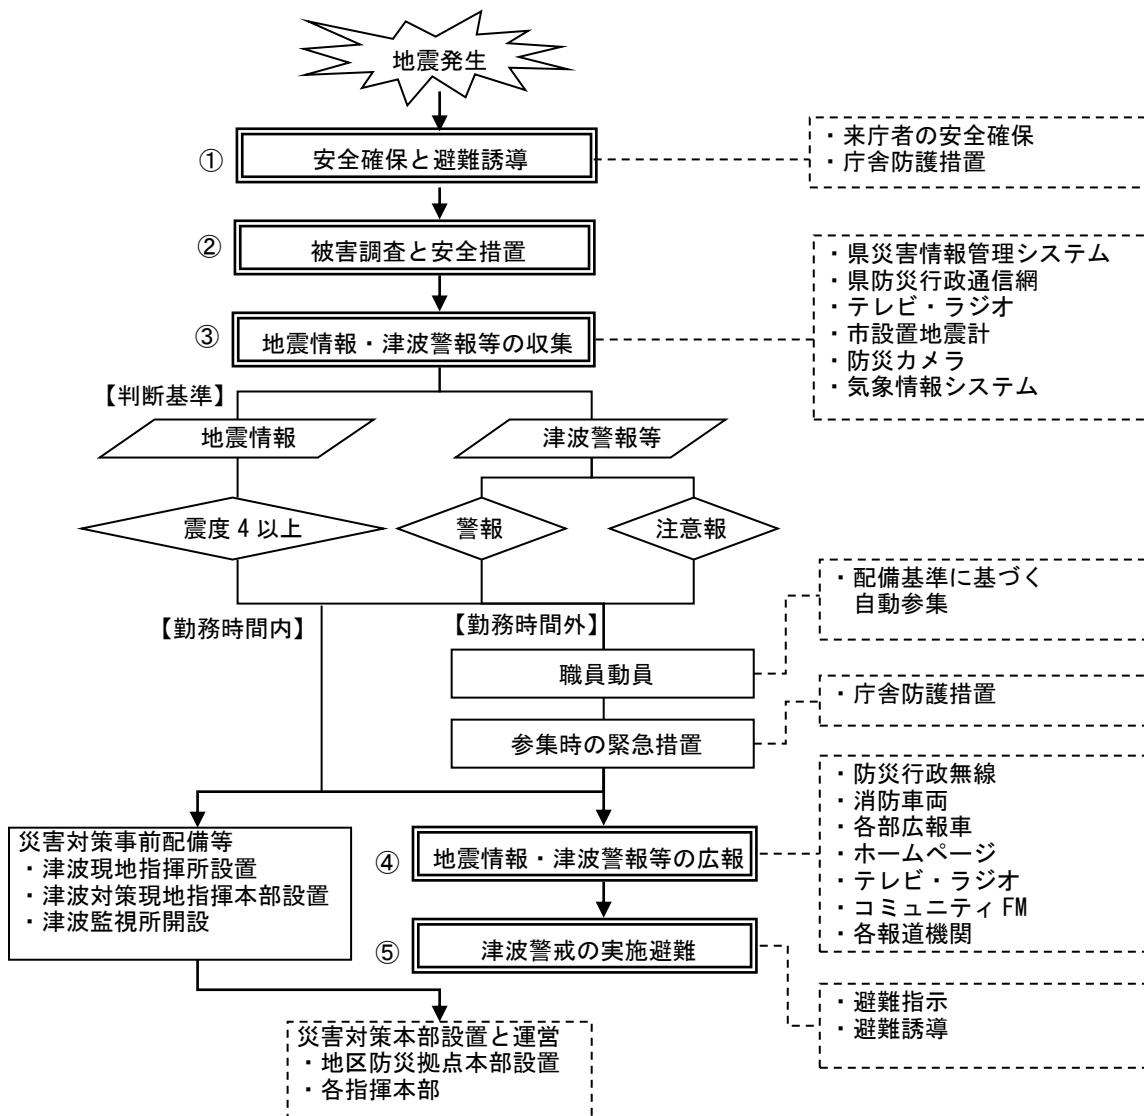 地震発生
① 安全確保と避難誘導
・来庁者の安全確保
・庁舎防護措置
② 被害調査と安全措置
③ 地震情報・津波警報等の収集
・県災害情報管理システム
・県防災行政通信網
・テレビ・ラジオ
・市設置地震計
・防災カメラ
・気象情報システム
【判断基準】
地震情報
津波警報等
震度4以上
警報
注意報
【勤務時間内】
【勤務時間外】
職員動員
・配備基準に基づく
自動参集
参集時の緊急措置
・庁舎防護措置
災害対策事前配備等
・津波現地指揮所設置
・津波対策現地指揮本部設置
・津波監視所開設
④ 地震情報・津波警報等の広報
・防災行政無線
・消防車両
・各部広報車
・ホームページ
・テレビ・ラジオ
・コミュニティFM
・各報道機関
⑤ 津波警戒の実施避難
・避難指示
・避難誘導
災害対策本部設置と運営
・地区防災拠点本部設置
・各指揮本部